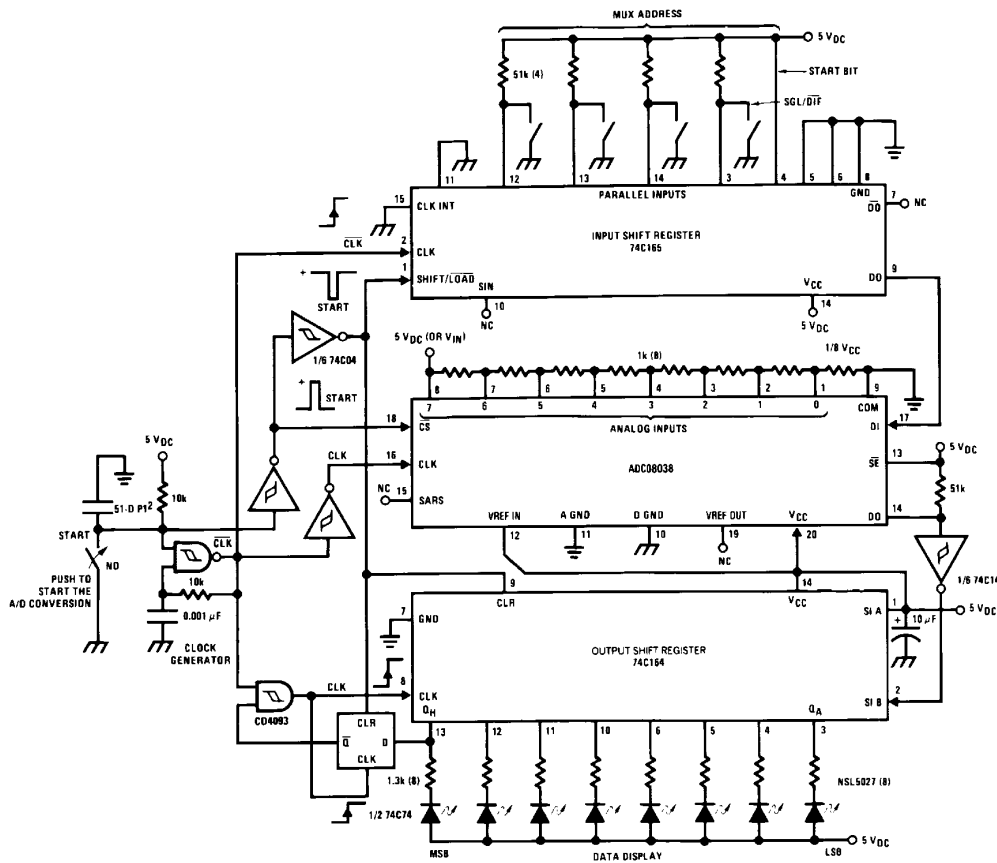 MUX ADDRESS
5 VDC
51k (4)
START BIT
SGL/DIF
11
12
13
14
3
4
5
6
8
PARALLEL INPUTS
GND
15
CLK INT
7
DO
NC
INPUT SHIFT REGISTER
74C165
CLK
2
CLK
1
SHIFT/LOAD
DO
9
SIN
VCC
10
NC
14
5 VDC
+
START
1/6 74C04
5 VDC (OR VIN)
1k (8)
1/8 VCC
+
START
8
7
6
5
4
3
2
1
9
7
6
5
4
3
2
1
0
COM
ANALOG INPUTS
18
CS
DI
17
5 VDC
CLK
16
CLK
ADC08038
SE
13
5 VDC
NC
15
SARS
51k
DO
14
10k
51-D P1²
VREF IN
A GND
D GND
VREF OUT
VCC
12
11
10
19
20
NC
START
NO
CLK
PUSH TO
START THE
A/D CONVERSION
10k
0.001 µF
CLOCK
GENERATOR
9
CLR
14
VCC
1/6 74C14
7
GND
SI A
1
5 VDC
10 µF
+
OUTPUT SHIFT REGISTER
74C164
CLK
8
CLK
SI B
2
QH
QA
CD4093
CLR
Q
D
CLK
13
12
11
10
6
5
4
3
1.3k (8)
NSL5027 (8)
1/2 74C74
MSB
DATA DISPLAY
LSB
5 VDC